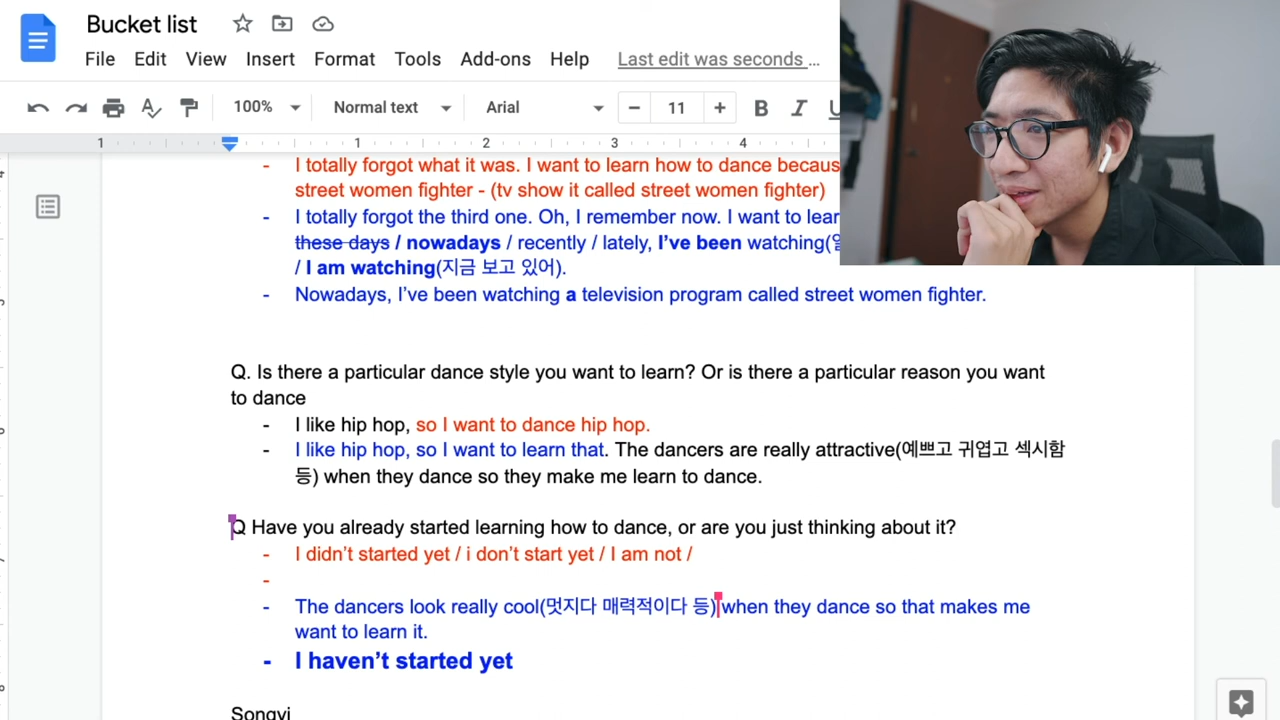 Bucket list
File Edit View Insert Format Tools Add-ons Help Last edit was seconds …
100% Normal text Arial − 11 + B I U
1 1 2 3 4
- I totally forgot what it was. I want to learn how to dance becaus
street women fighter - (tv show it called street women fighter)
- I totally forgot the third one. Oh, I remember now. I want to lear
these days / nowadays / recently / lately, I've been watching(
/ I am watching(지금 보고 있어).
- Nowadays, I've been watching a television program called street women fighter.
Q. Is there a particular dance style you want to learn? Or is there a particular reason you want
to dance
- I like hip hop, so I want to dance hip hop.
- I like hip hop, so I want to learn that. The dancers are really attractive(예쁘고 귀엽고 섹시함
등) when they dance so they make me learn to dance.
Q Have you already started learning how to dance, or are you just thinking about it?
- I didn't started yet / i don't start yet / I am not /
-
- The dancers look really cool(멋지다 매력적이다 등) when they dance so that makes me
want to learn it.
- I haven't started yet
Songyi